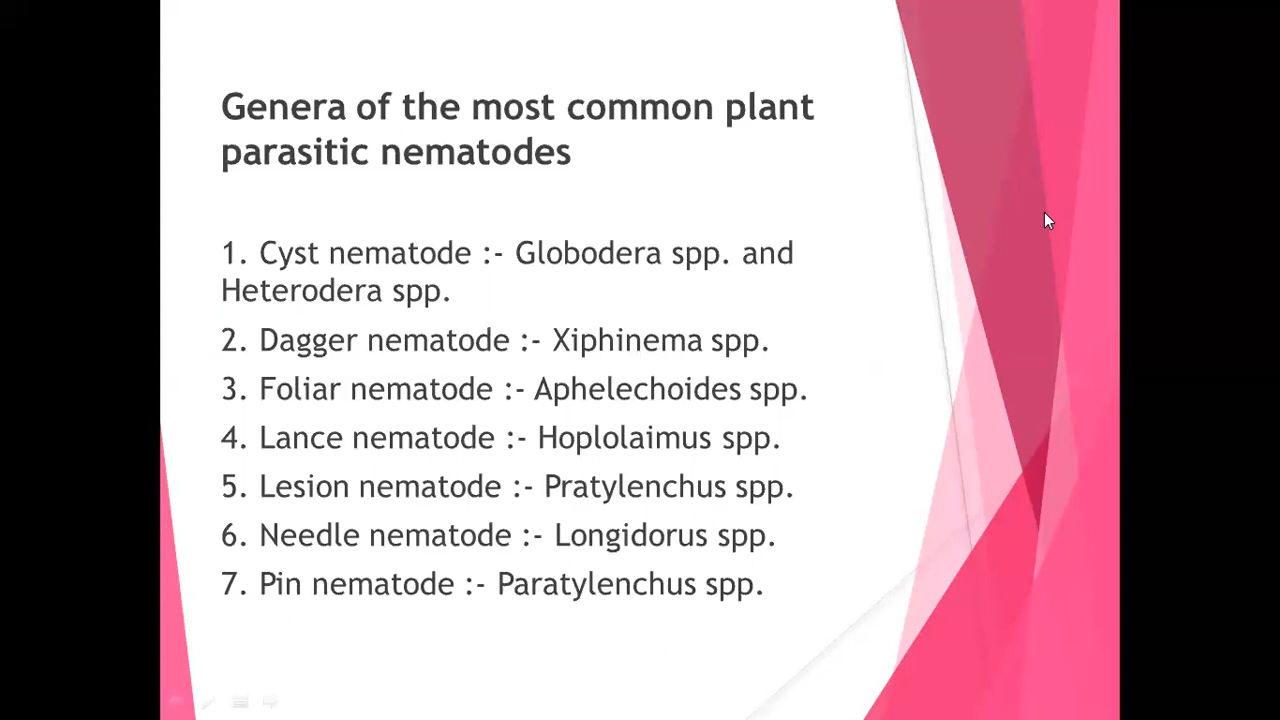 Genera of the most common plant
parasitic nematodes
1. Cyst nematode :- Globodera spp. and
Heterodera spp.
2. Dagger nematode :- Xiphinema spp.
3. Foliar nematode :- Aphelechoides spp.
4. Lance nematode :- Hoplolaimus spp.
5. Lesion nematode :- Pratylenchus spp.
6. Needle nematode :- Longidorus spp.
7. Pin nematode :- Paratylenchus spp.